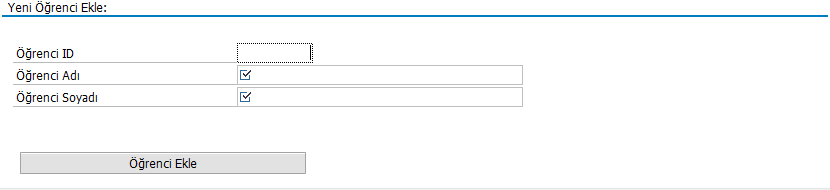 Yeni Öğrenci Ekle:
Öğrenci ID
Öğrenci Adı
Öğrenci Soyadı
Öğrenci Ekle